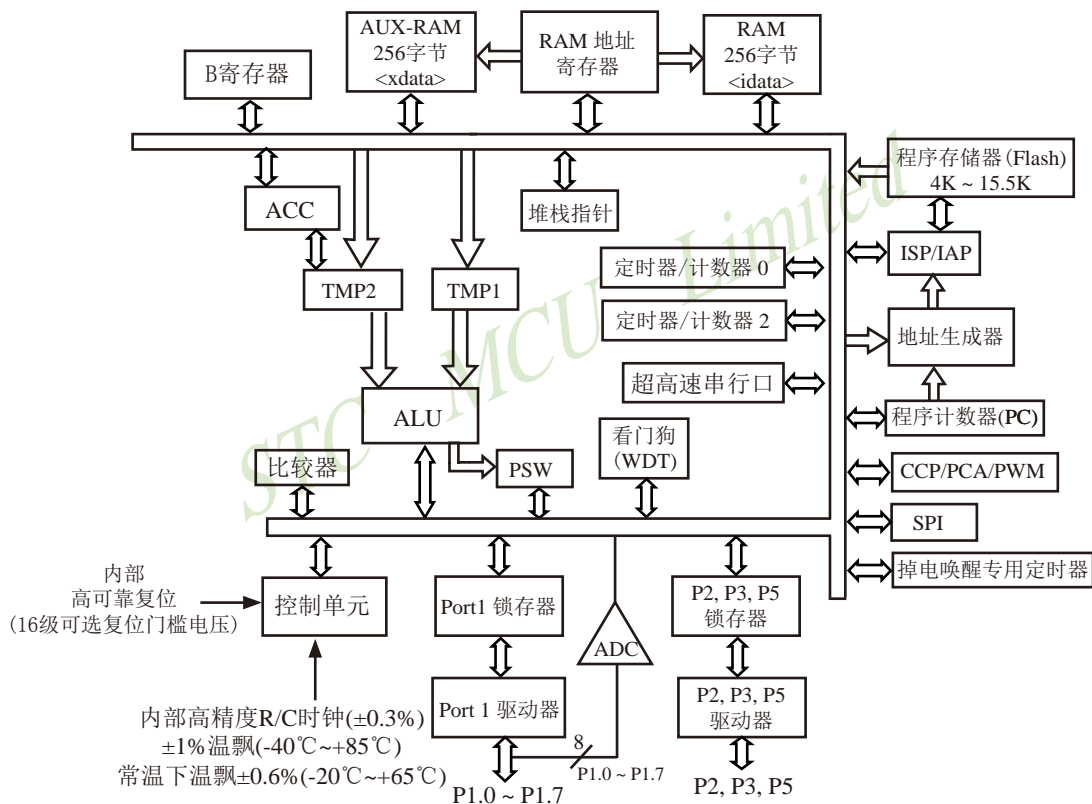 AUX-RAM
256字节
<xdata>
RAM 地址
寄存器
RAM
256字节
<idata>
B寄存器
程序存储器(Flash)
4K ~ 15.5K
ACC
堆栈指针
ISP/IAP
定时器/计数器 0
TMP2
TMP1
定时器/计数器 2
地址生成器
超高速串行口
ALU
看门狗
(WDT)
程序计数器(PC)
比较器
PSW
CCP/PCA/PWM
SPI
掉电唤醒专用定时器
内部
高可靠复位
(16级可选复位门槛电压)
控制单元
Port1 锁存器
ADC
P2, P3, P5
锁存器
Port 1 驱动器
P2, P3, P5
驱动器
内部高精度R/C时钟(±0.3%)
±1%温飘(-40℃~+85℃)
常温下温飘±0.6%(-20℃~+65℃)
8
P1.0 ~ P1.7
P1.0 ~ P1.7
P2, P3, P5
STC MCU Limited